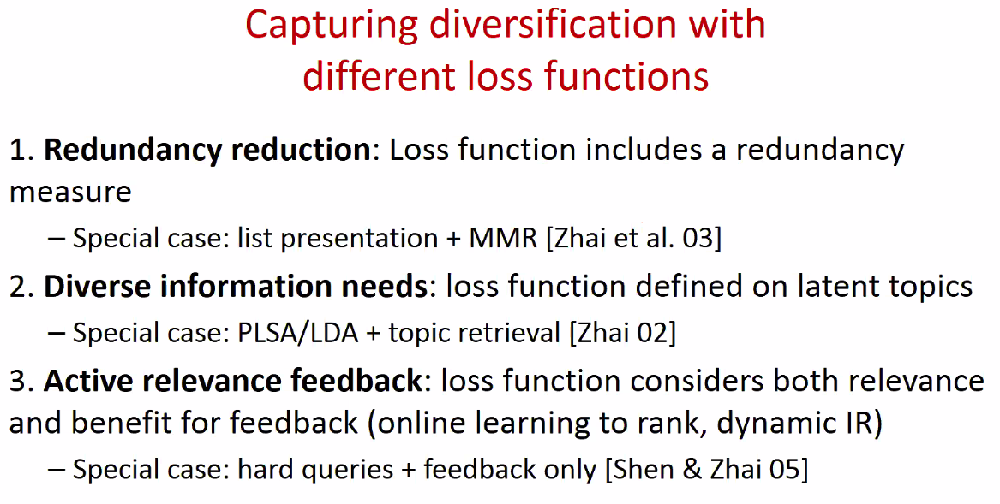 Capturing diversification with
different loss functions
1. Redundancy reduction: Loss function includes a redundancy
measure
– Special case: list presentation + MMR [Zhai et al. 03]
2. Diverse information needs: loss function defined on latent topics
– Special case: PLSA/LDA + topic retrieval [Zhai 02]
3. Active relevance feedback: loss function considers both relevance
and benefit for feedback (online learning to rank, dynamic IR)
– Special case: hard queries + feedback only [Shen & Zhai 05]